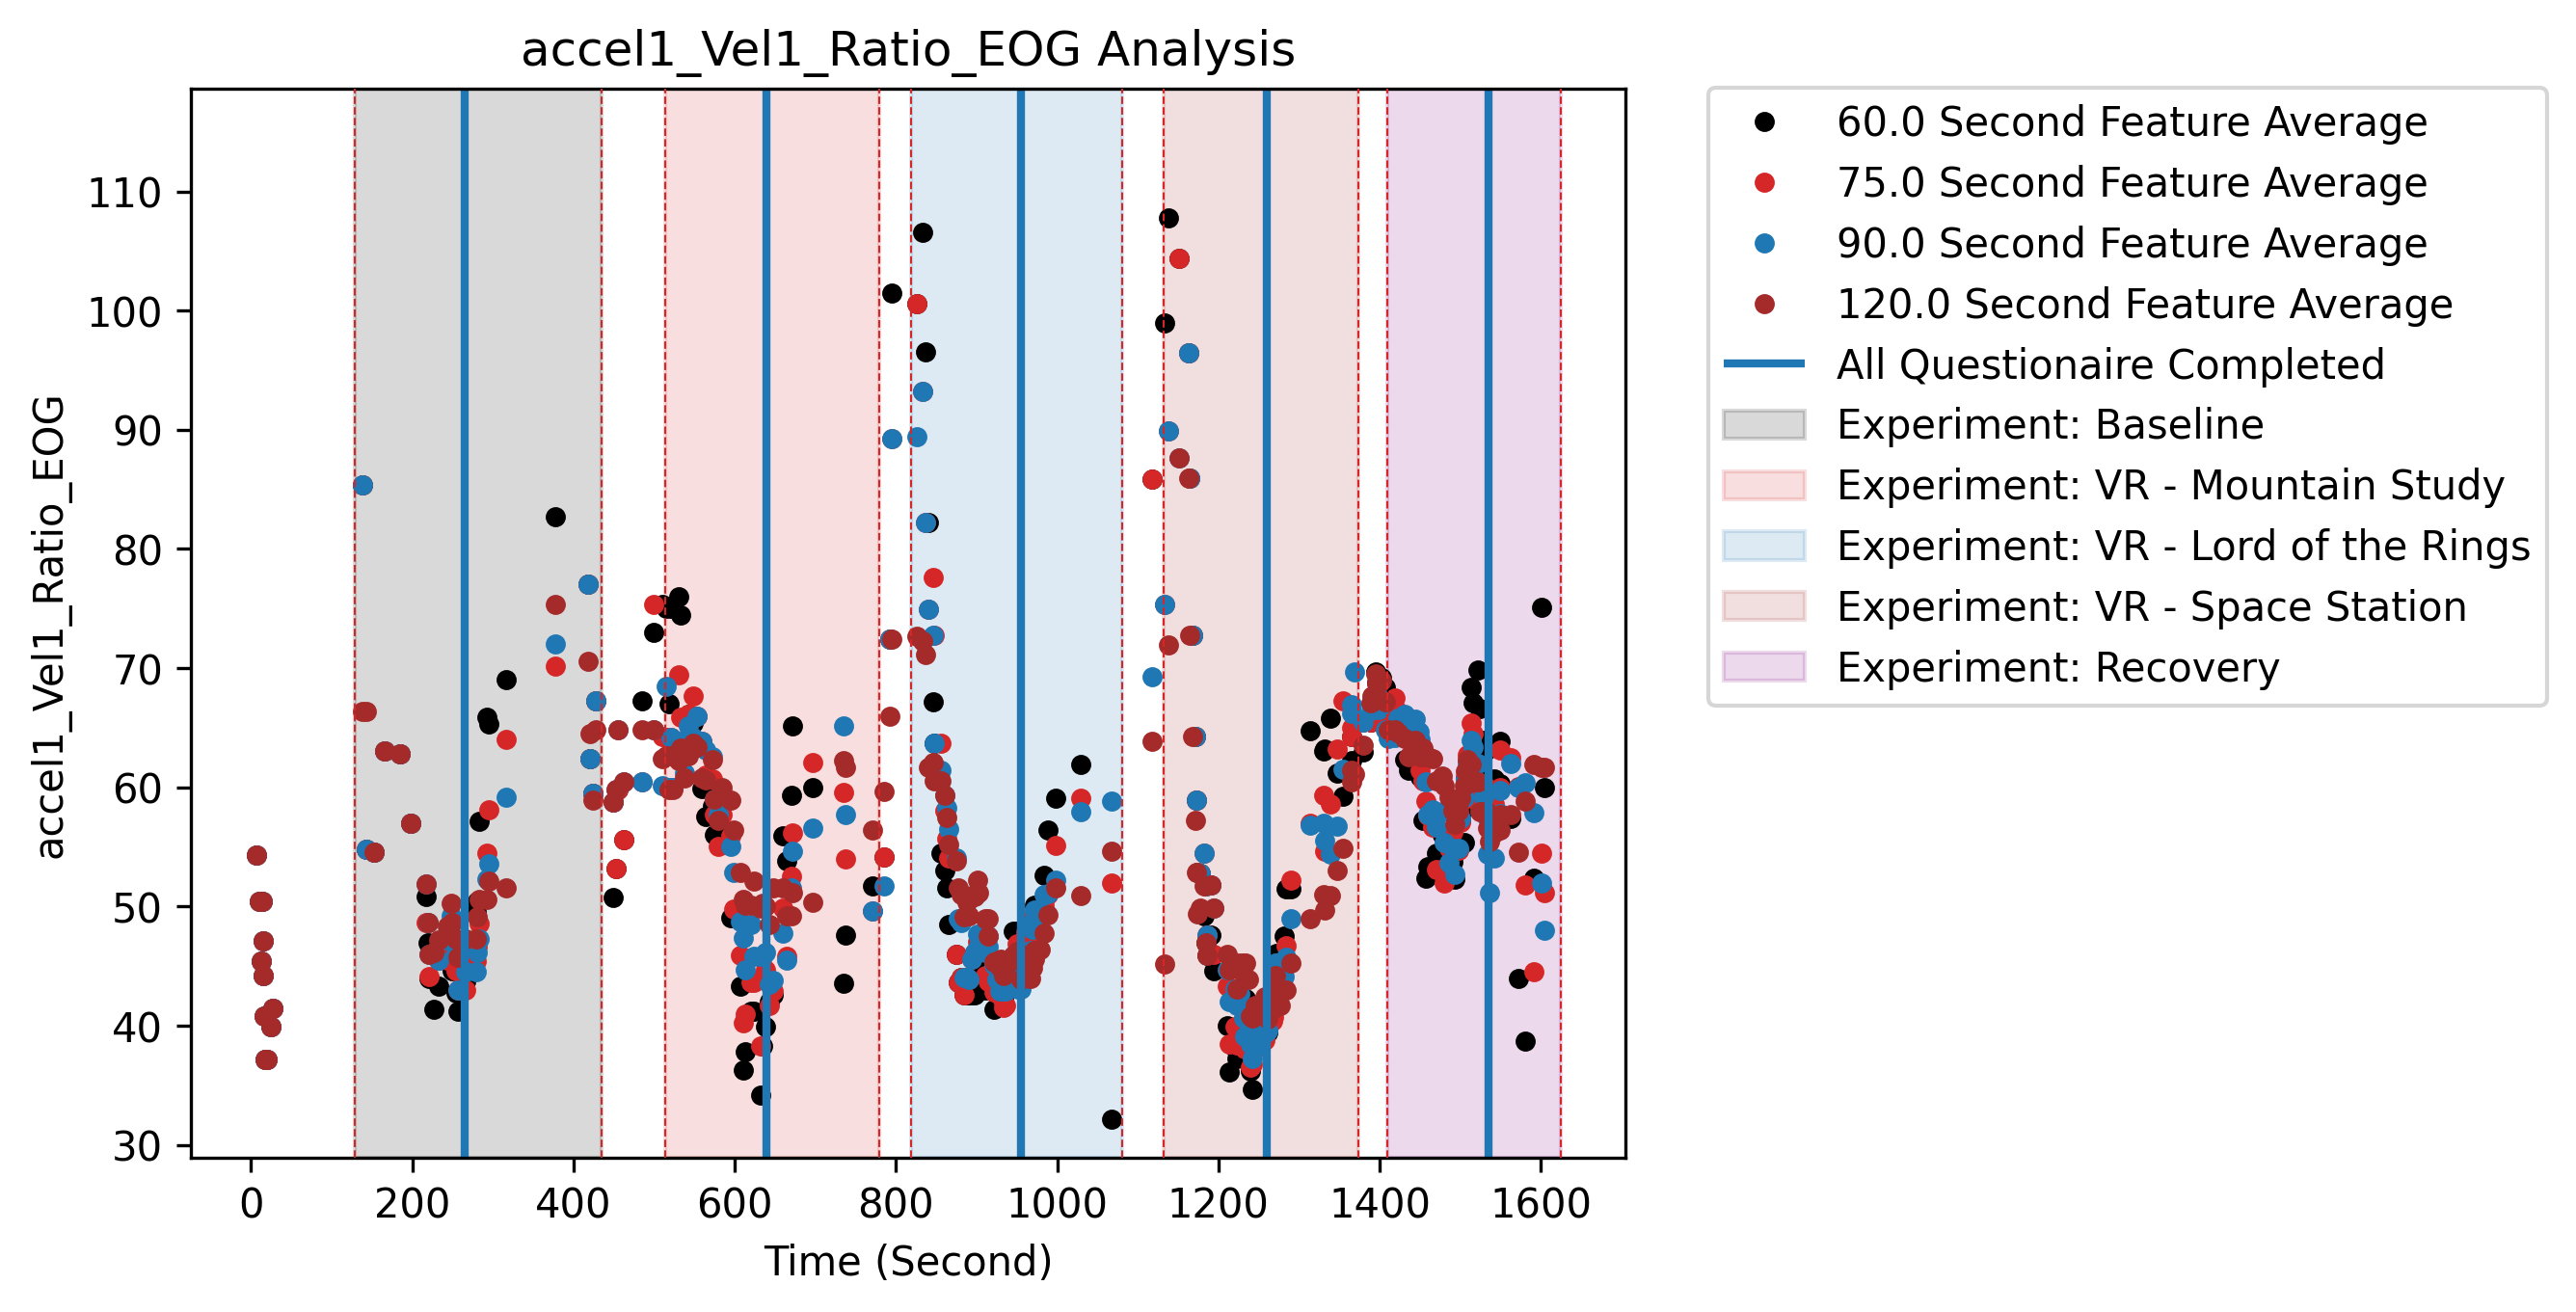 accel1_Vel1_Ratio_EOG Analysis
accel1_Vel1_Ratio_EOG
110
100
90
80
70
60
50
40
30
0 200 400 600 800 1000 1200 1400 1600
Time (Second)
60.0 Second Feature Average
75.0 Second Feature Average
90.0 Second Feature Average
120.0 Second Feature Average
All Questionaire Completed
Experiment: Baseline
Experiment: VR - Mountain Study
Experiment: VR - Lord of the Rings
Experiment: VR - Space Station
Experiment: Recovery